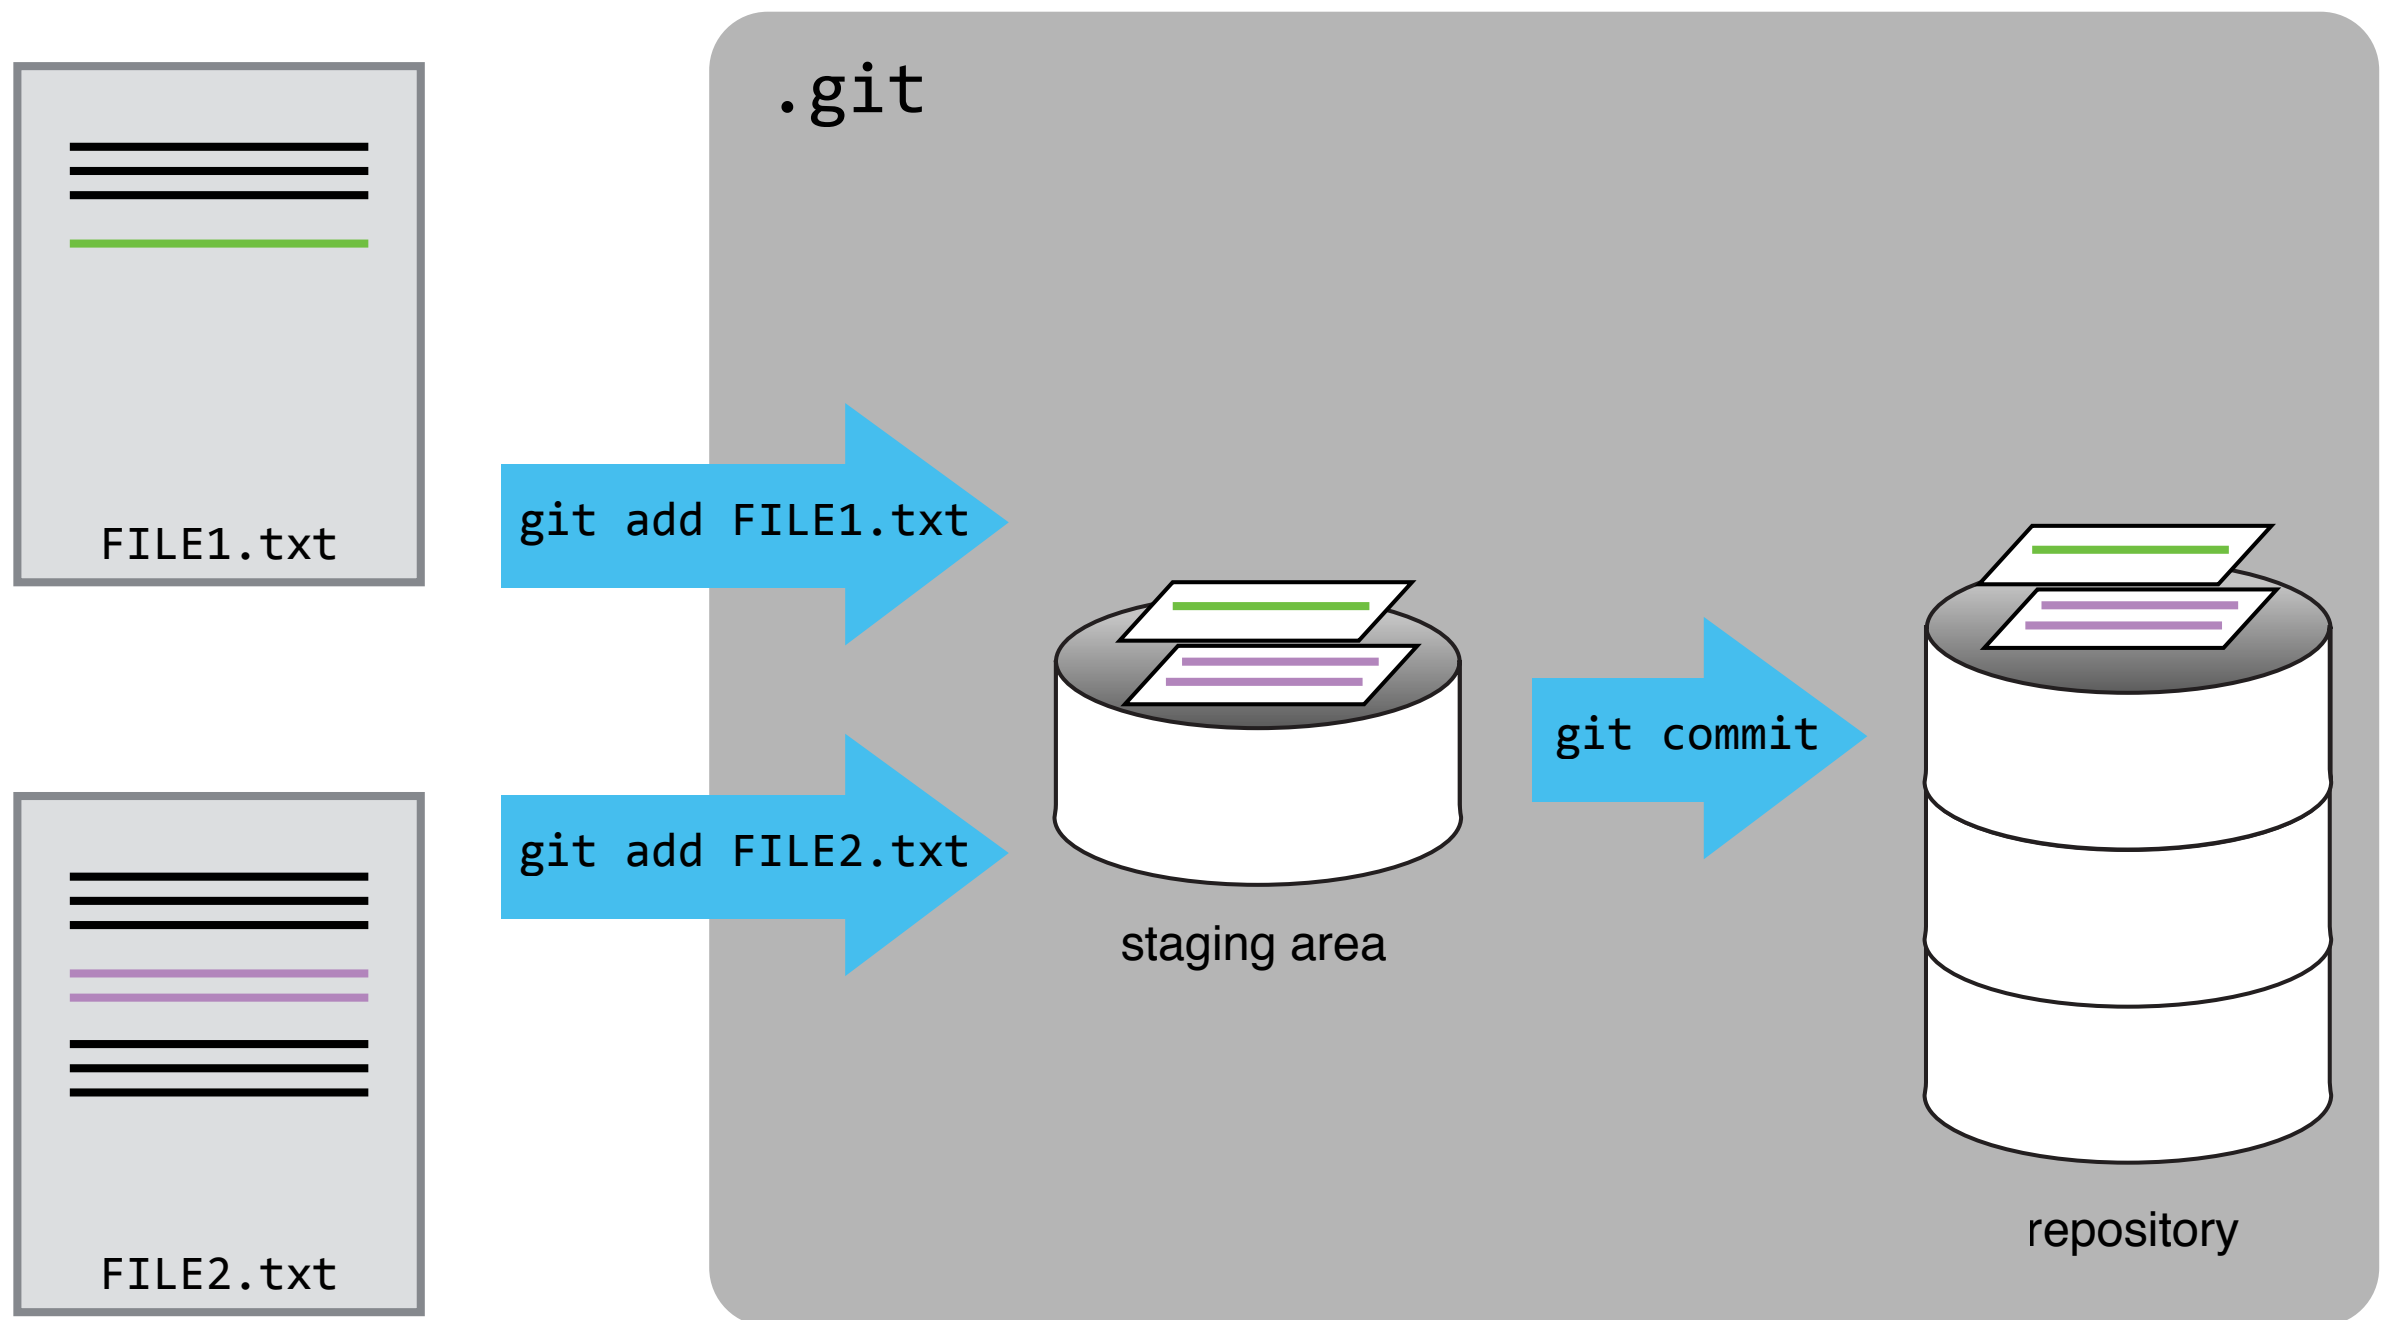 .git
FILE1.txt
git add FILE1.txt
git add FILE2.txt
git commit
staging area
repository
FILE2.txt